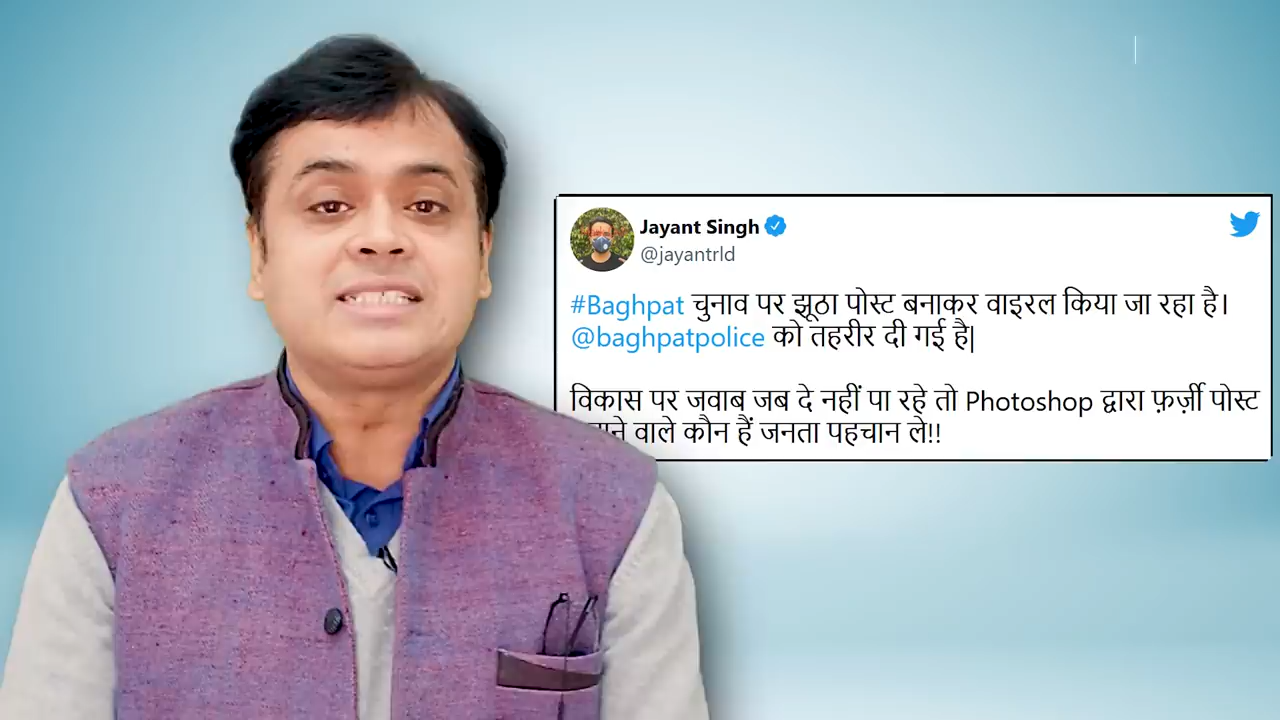 Jayant Singh
@jayantrld
#Baghpat चुनाव पर झूठा पोस्ट बनाकर वाइरल किया जा रहा है।
@baghpatpolice को तहरीर दी गई है|
विकास पर जवाब जब दे नहीं पा रहे तो Photoshop द्वारा फ़र्ज़ी पोस्ट
वाले कौन हैं जनता पहचान ले!!